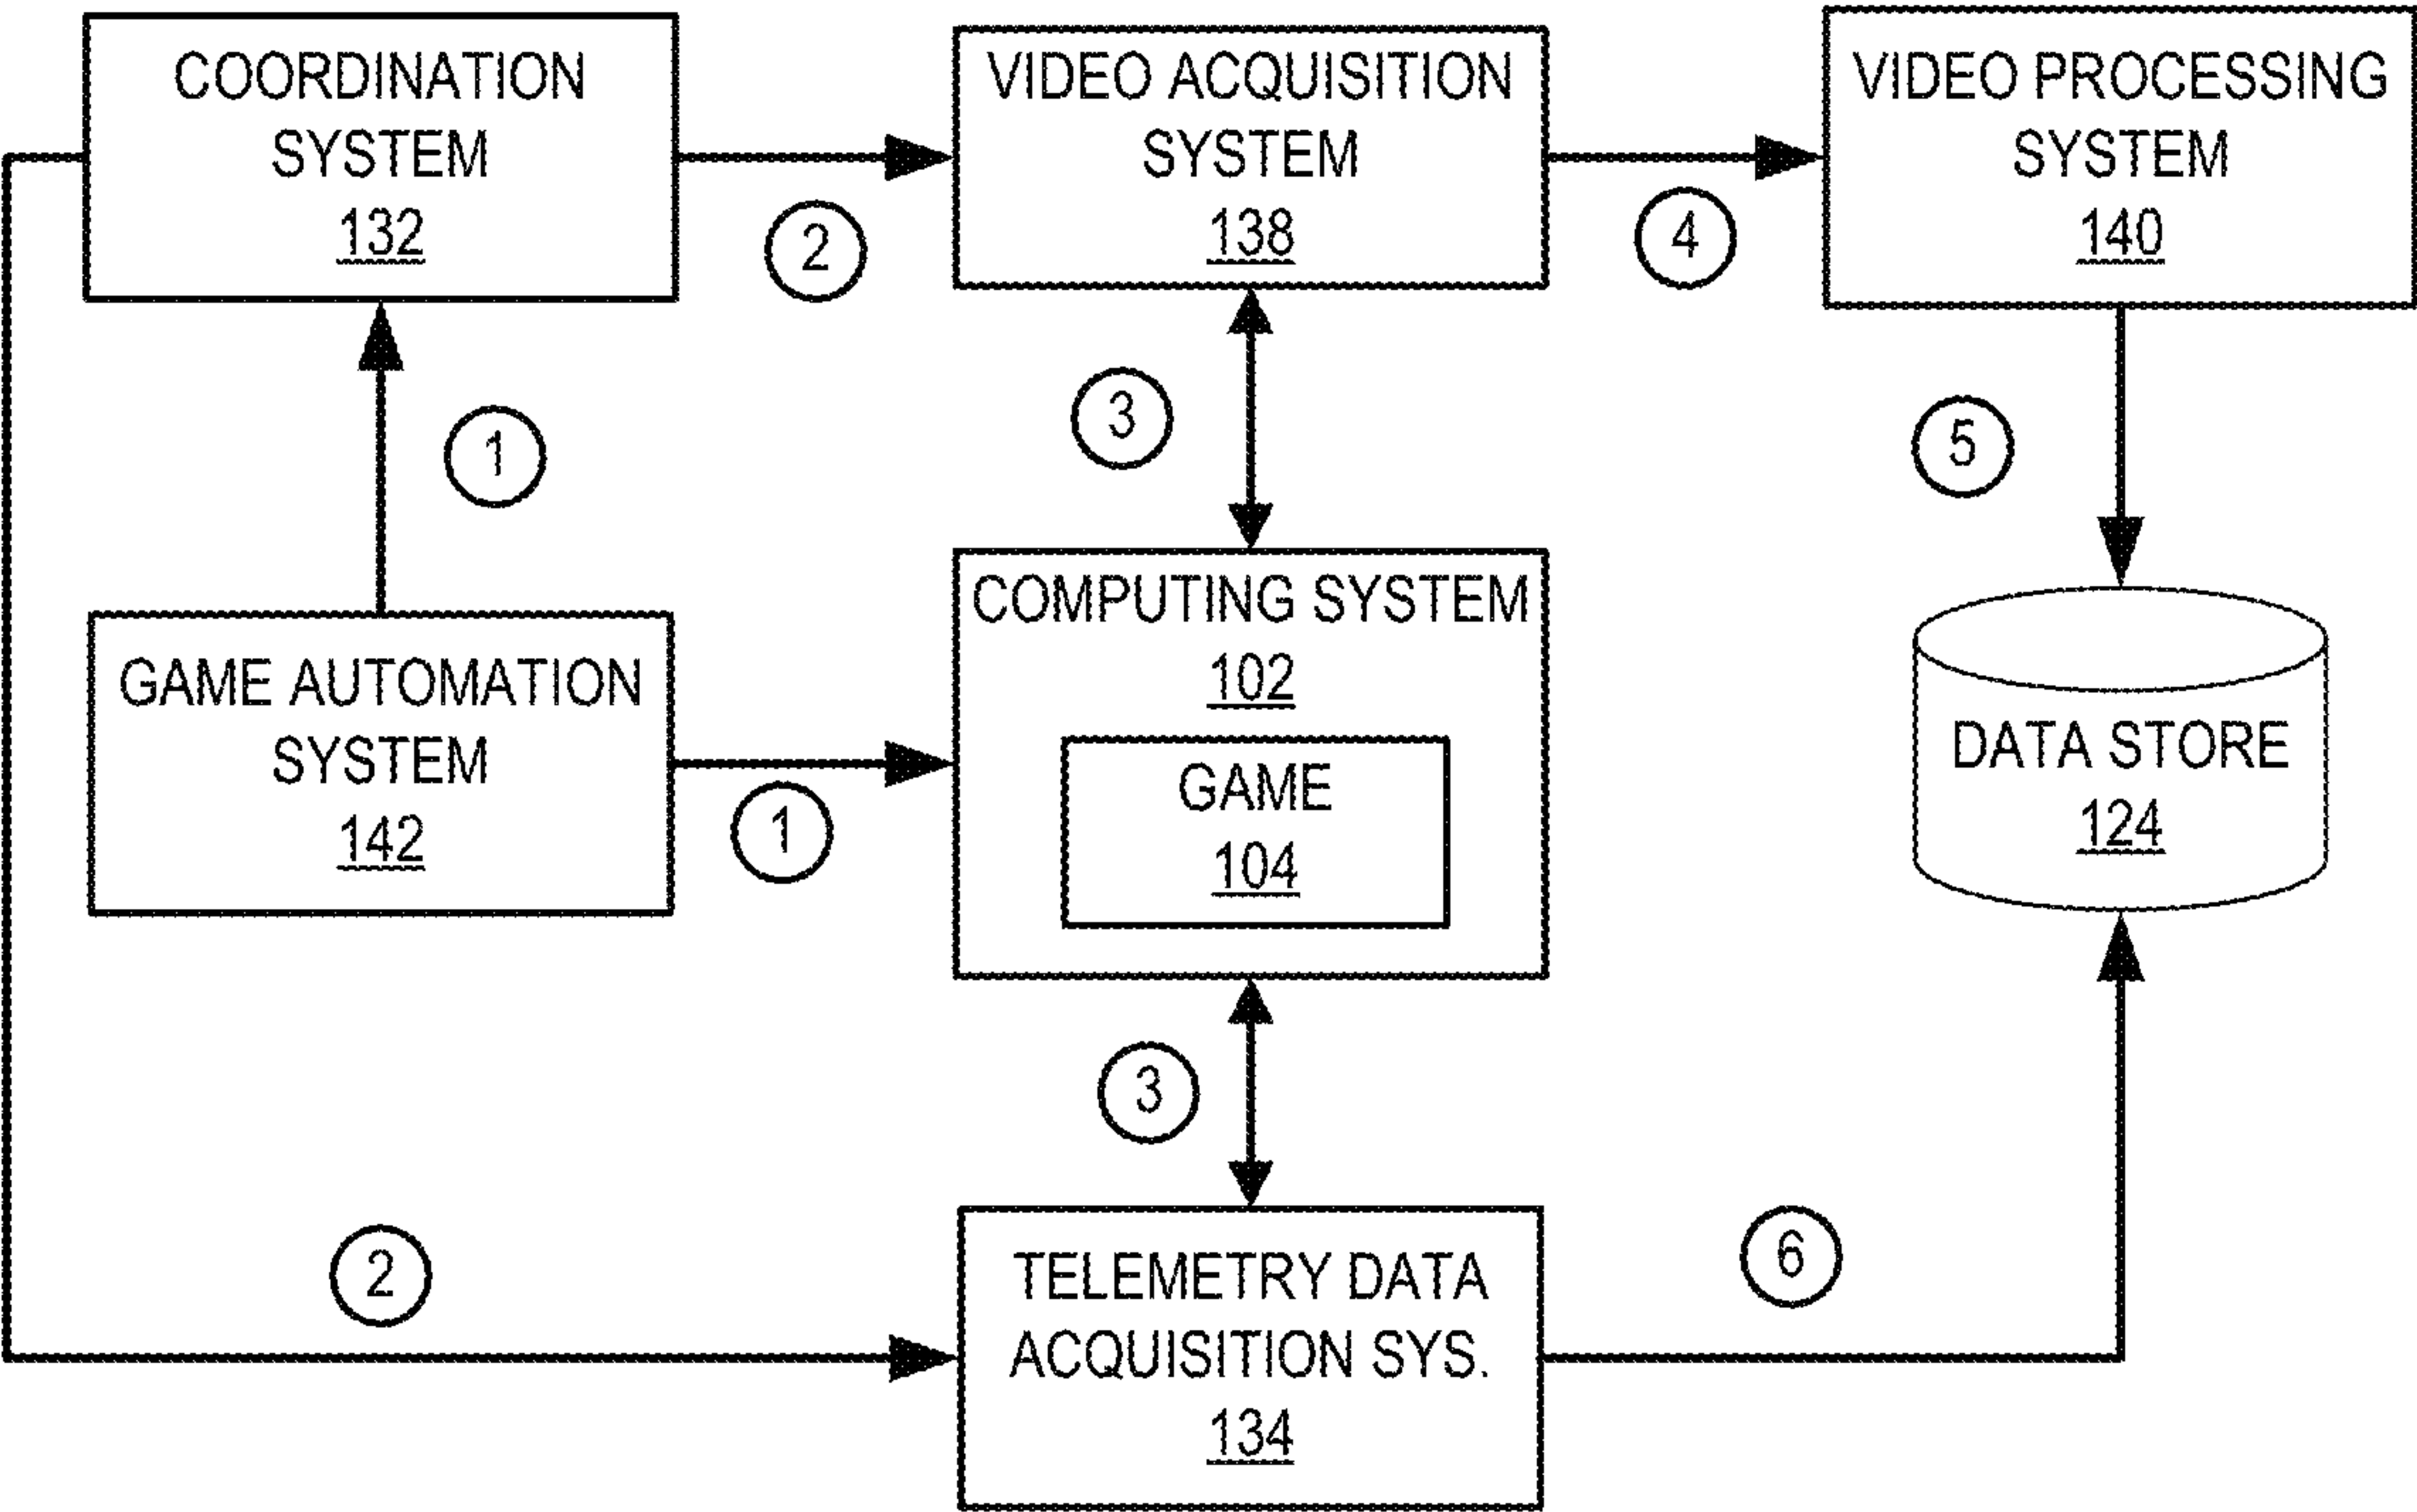 COORDINATION
SYSTEM
132
VIDEO ACQUISITION
SYSTEM
138
VIDEO PROCESSING
SYSTEM
140
2
4
1
3
5
GAME AUTOMATION
SYSTEM
142
1
COMPUTING SYSTEM
102
GAME
104
DATA STORE
124
3
2
TELEMETRY DATA
ACQUISITION SYS.
134
6